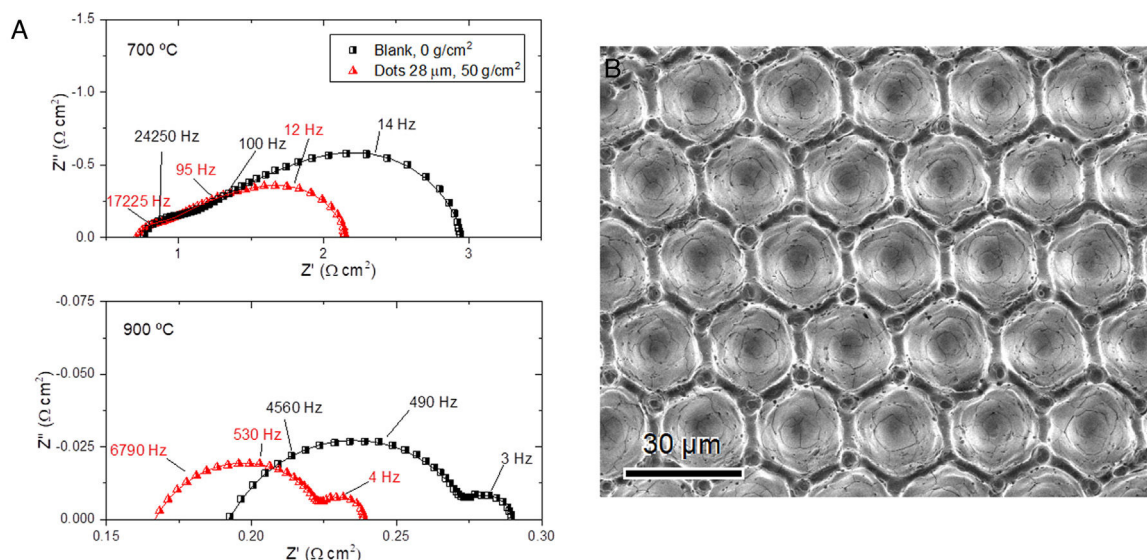 A
700 ºC
Blank, 0 g/cm²
Dots 28 µm, 50 g/cm²
-1.5
-1.0
-0.5
0.0
Z'' (Ω cm²)
24250 Hz
100 Hz
12 Hz
14 Hz
95 Hz
17225 Hz
1
2
3
Z' (Ω cm²)
900 ºC
-0.075
-0.050
-0.025
0.000
Z'' (Ω cm²)
4560 Hz
490 Hz
6790 Hz
530 Hz
4 Hz
3 Hz
0.15
0.20
0.25
0.30
Z' (Ω cm²)
B
30 µm